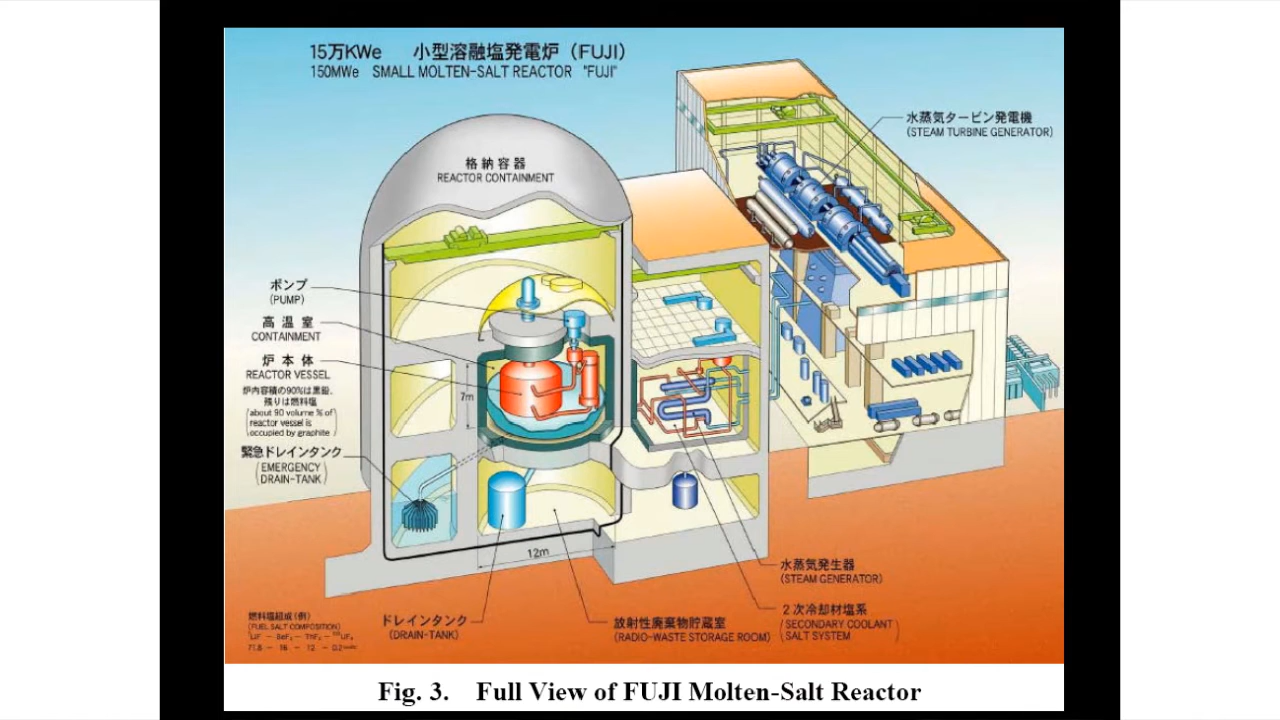 15万KWe 小型溶融塩発電炉（FUJI）
150MWe SMALL MOLTEN-SALT REACTOR "FUJI"
水蒸気タービン発電機
(STEAM TURBINE GENERATOR)
格納容器
REACTOR CONTAINMENT
ポンプ
(PUMP)
高温室
CONTAINMENT
炉本体
REACTOR VESSEL
炉内容積の90%は黒鉛、
残りは燃料塩
(about 90 volume % of
reactor vessel is
occupied by graphite)
7m
緊急ドレインタンク
(EMERGENCY
DRAIN-TANK)
12m
水蒸気発生器
(STEAM GENERATOR)
ドレインタンク
(DRAIN-TANK)
放射性廃棄物貯蔵室
(RADIO-WASTE STORAGE ROOM)
2次冷却材塩系
(SECONDARY COOLANT
SALT SYSTEM)
燃料塩組成(例)
(FUEL SALT COMPOSITION)
Fig. 3. Full View of FUJI Molten-Salt Reactor